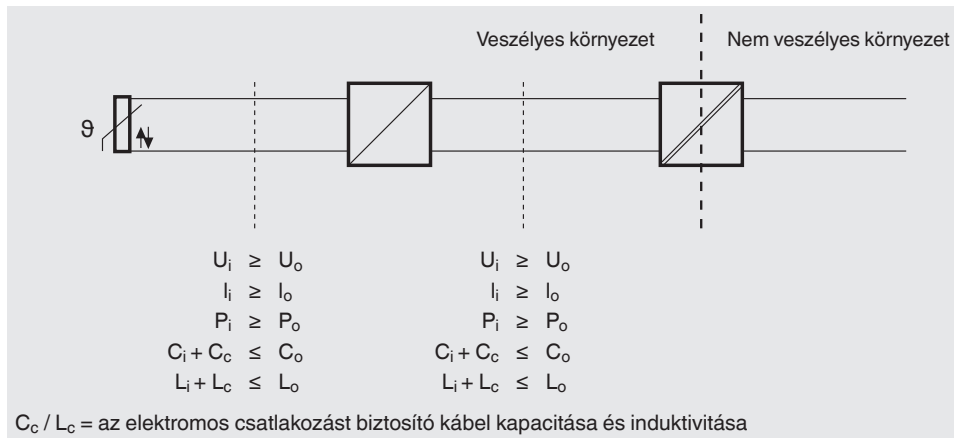 Veszélyes környezet Nem veszélyes környezet
ϑ
Ui ≥ Uo Ui ≥ Uo
Ii ≥ Io Ii ≥ Io
Pi ≥ Po Pi ≥ Po
Ci + Cc ≤ Co Ci + Cc ≤ Co
Li + Lc ≤ Lo Li + Lc ≤ Lo
Cc / Lc = az elektromos csatlakozást biztosító kábel kapacitása és induktivitása